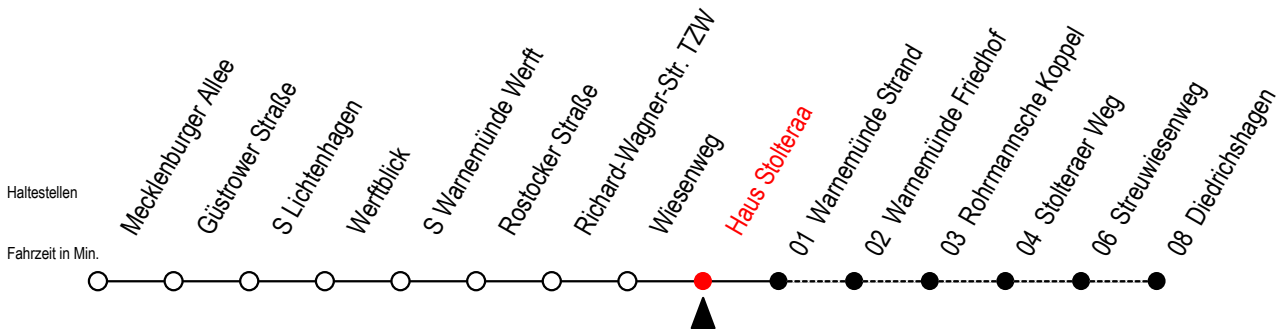 Haltestellen
Fahrzeit in Min.
Mecklenburger Allee
Güstrower Straße
S Lichtenhagen
Werftblick
S Warnemünde Werft
Rostocker Straße
Richard-Wagner-Str. TZW
Wiesenweg
Haus Stolteraa
01 Warnemünde Strand
02 Warnemünde Friedhof
03 Rohrmannsche Koppel
04 Stolteraer Weg
06 Streuwiesenweg
08 Diedrichshagen